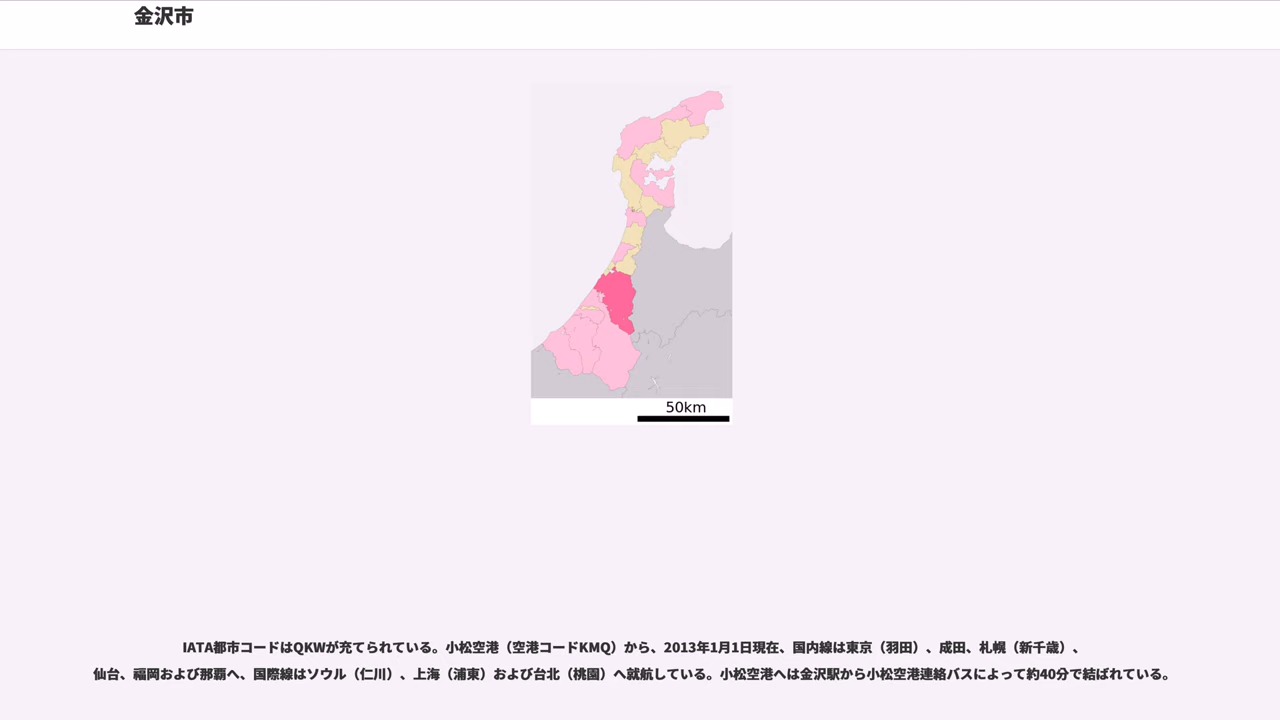 金沢市
50km
IATA都市コードはQKWが充てられている。小松空港（空港コードKMQ）から、2013年1月1日現在、国内線は東京（羽田）、成田、札幌（新千歳）、
仙台、福岡および那覇へ、国際線はソウル（仁川）、上海（浦東）および台北（桃園）へ就航している。小松空港へは金沢駅から小松空港連絡バスによって約40分で結ばれている。